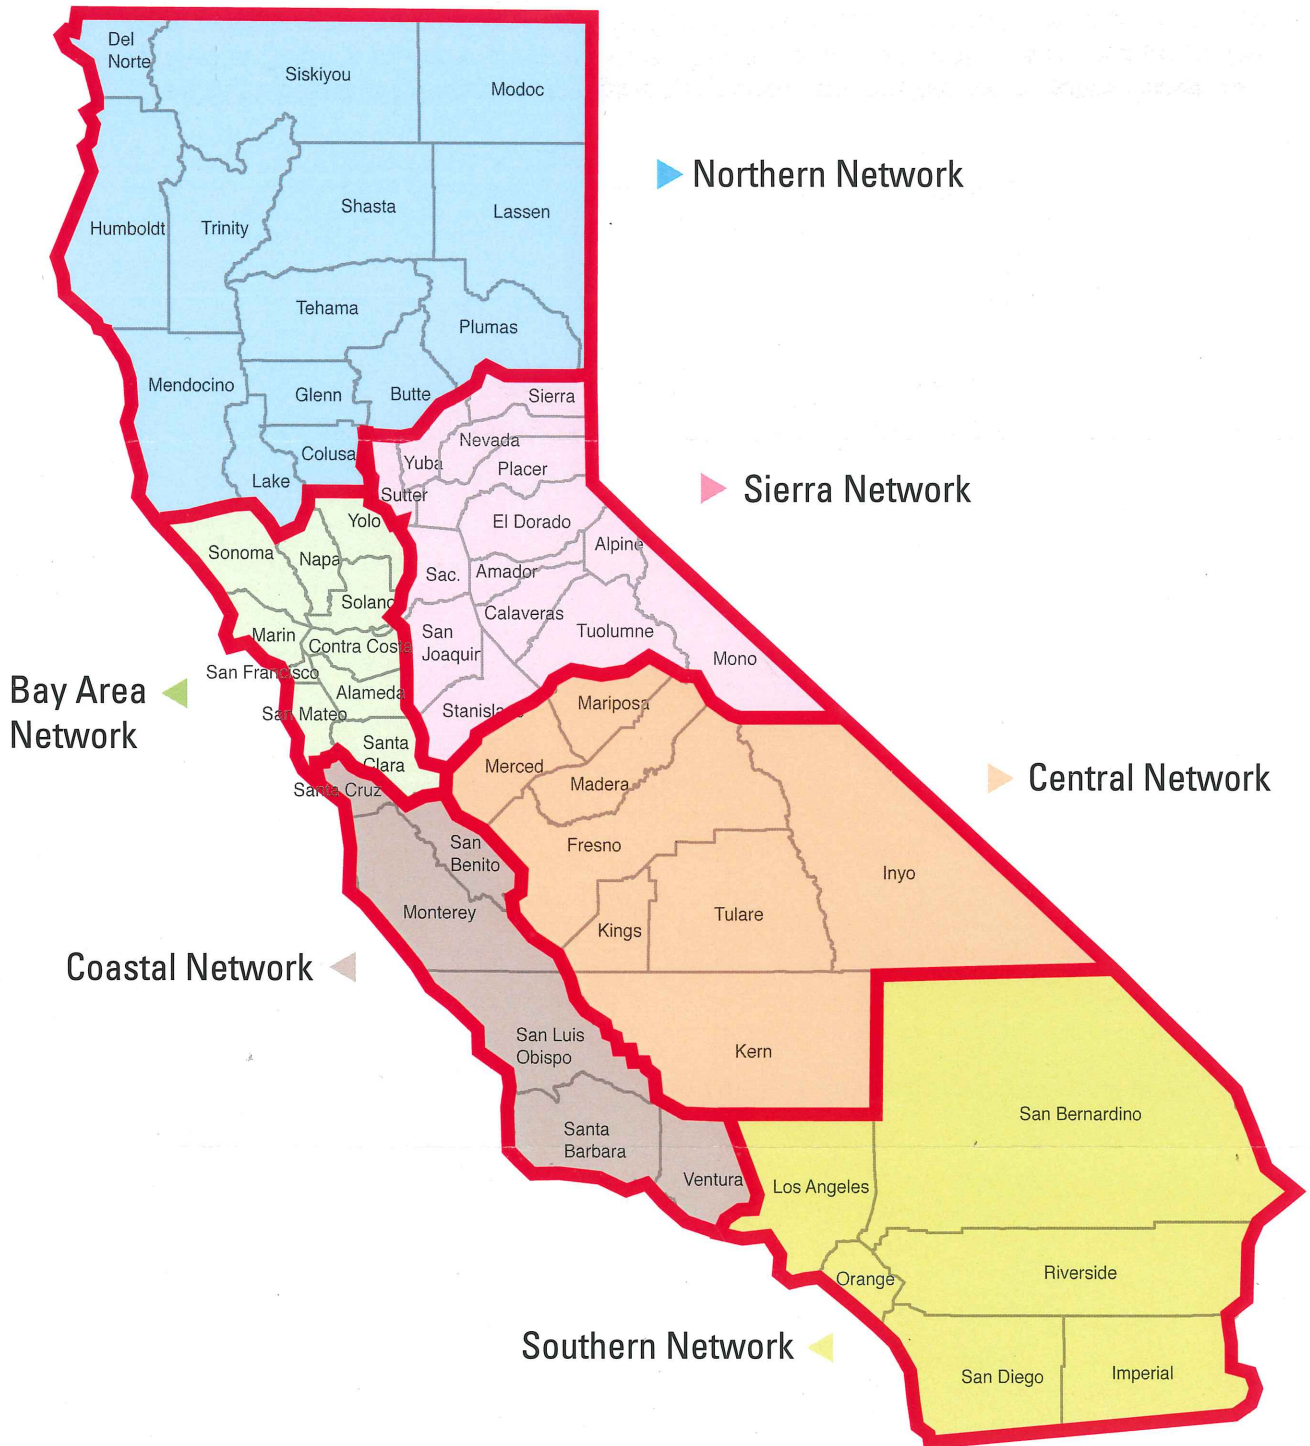 Del
Norte
Siskiyou
Modoc
Northern Network
Humboldt
Trinity
Shasta
Lassen
Tehama
Plumas
Mendocino
Glenn
Butte
Sierra
Colusa
Nevada
Yuba
Placer
Lake
Sutter
Sierra Network
Yolo
El Dorado
Sonoma
Napa
Alpine
Sac.
Amador
Solano
Calaveras
Marin
Contra Costa
San
Joaquin
Tuolumne
Mono
San Francisco
Bay Area
Network
Alameda
San Mateo
Stanislaus
Mariposa
Santa
Clara
Merced
Madera
Central Network
Santa Cruz
San
Benito
Fresno
Inyo
Monterey
Kings
Tulare
Coastal Network
San Luis
Obispo
Kern
San Bernardino
Santa
Barbara
Ventura
Los Angeles
Orange
Riverside
Southern Network
San Diego
Imperial